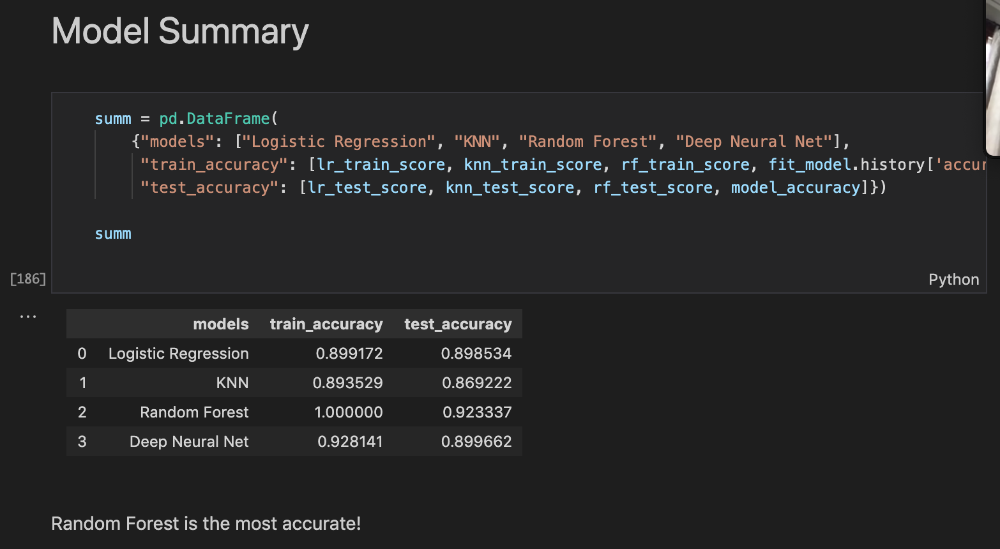 Model Summary
summ = pd.DataFrame(
{"models": ["Logistic Regression", "KNN", "Random Forest", "Deep Neural Net"],
"train_accuracy": [lr_train_score, knn_train_score, rf_train_score, fit_model.history['accur
"test_accuracy": [lr_test_score, knn_test_score, rf_test_score, model_accuracy]})
summ
[186]
Python
...
models train_accuracy test_accuracy
0 Logistic Regression 0.899172 0.898534
1 KNN 0.893529 0.869222
2 Random Forest 1.000000 0.923337
3 Deep Neural Net 0.928141 0.899662
Random Forest is the most accurate!